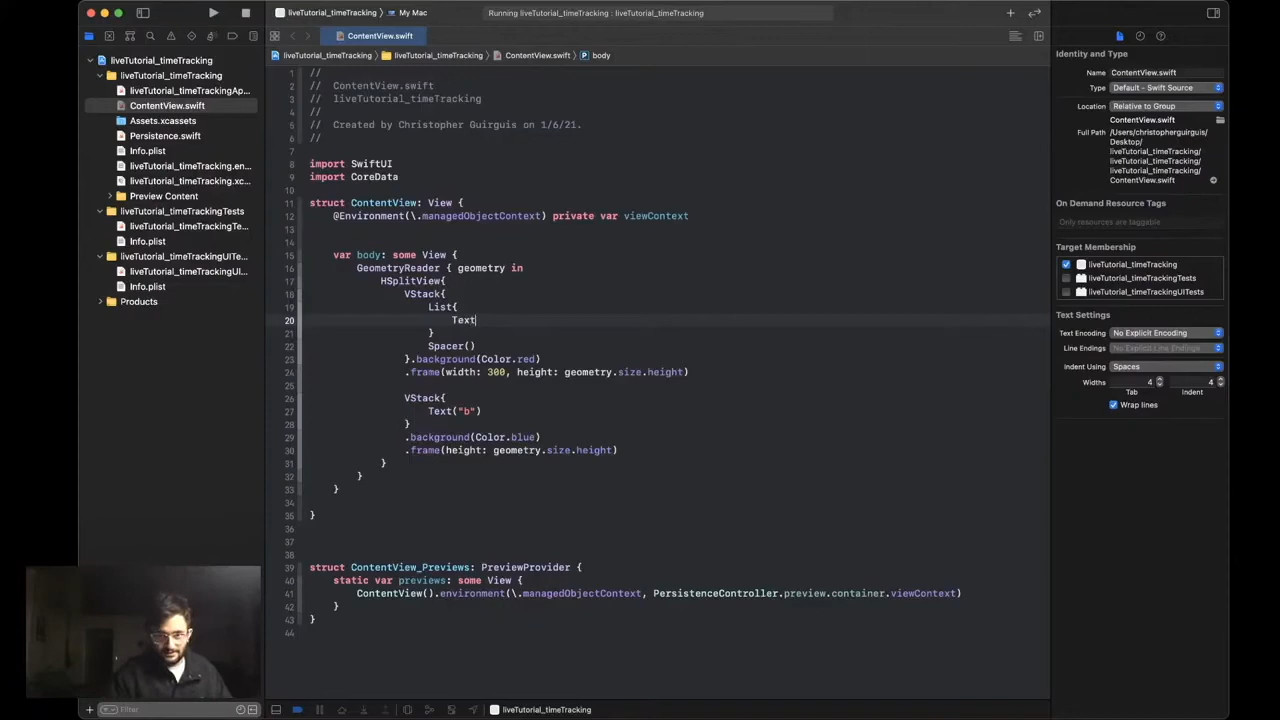 liveTutorial_timeTracking
My Mac
Running liveTutorial_timeTracking : liveTutorial_timeTracking
ContentView.swift
liveTutorial_timeTracking
liveTutorial_timeTracking
ContentView.swift
body
liveTutorial_timeTracking
liveTutorial_timeTracking
liveTutorial_timeTrackingAp...
ContentView.swift
Assets.xcassets
Persistence.swift
Info.plist
liveTutorial_timeTracking.en...
liveTutorial_timeTracking.xc...
Preview Content
liveTutorial_timeTrackingTests
liveTutorial_timeTrackingTe...
Info.plist
liveTutorial_timeTrackingUITe...
liveTutorial_timeTrackingUI...
Info.plist
Products
Filter
1 //
2 //  ContentView.swift
3 //  liveTutorial_timeTracking
4 //
5 //  Created by Christopher Guirguis on 1/6/21.
6 //
7
8 import SwiftUI
9 import CoreData
10
11 struct ContentView: View {
12     @Environment(\.managedObjectContext) private var viewContext
13
14
15     var body: some View {
16         GeometryReader { geometry in
17             HSplitView{
18                 VStack{
19                     List{
20                         Text
21                     }
22                     Spacer()
23                 }.background(Color.red)
24                 .frame(width: 300, height: geometry.size.height)
25
26                 VStack{
27                     Text("b")
28                 }
29                 .background(Color.blue)
30                 .frame(height: geometry.size.height)
31             }
32         }
33     }
34
35 }
36
37
38
39 struct ContentView_Previews: PreviewProvider {
40     static var previews: some View {
41         ContentView().environment(\.managedObjectContext, PersistenceController.preview.container.viewContext)
42     }
43 }
44
liveTutorial_timeTracking
Identity and Type
Name ContentView.swift
Type Default - Swift Source
Location Relative to Group
ContentView.swift
Full Path /Users/christopherguirguis/
Desktop/
liveTutorial_timeTracking/
liveTutorial_timeTracking/
liveTutorial_timeTracking/
ContentView.swift
On Demand Resource Tags
Only resources are taggable
Target Membership
liveTutorial_timeTracking
liveTutorial_timeTrackingTests
liveTutorial_timeTrackingUITests
Text Settings
Text Encoding No Explicit Encoding
Line Endings No Explicit Line Endings
Indent Using Spaces
Widths 4 4
Tab Indent
Wrap lines